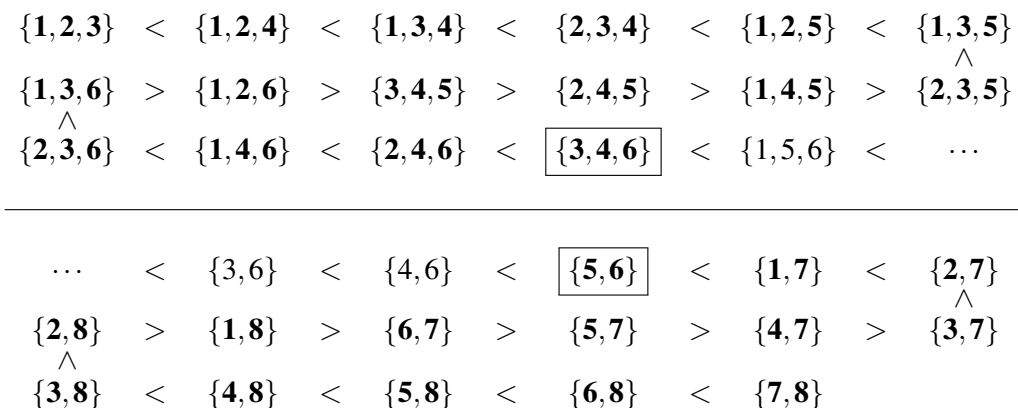 {1,2,3} < {1,2,4} < {1,3,4} < {2,3,4} < {1,2,5} < {1,3,5}
∧
{1,3,6} > {1,2,6} > {3,4,5} > {2,4,5} > {1,4,5} > {2,3,5}
∧
{2,3,6} < {1,4,6} < {2,4,6} < {3,4,6} < {1,5,6} < ···
··· < {3,6} < {4,6} < {5,6} < {1,7} < {2,7}
∧
{2,8} > {1,8} > {6,7} > {5,7} > {4,7} > {3,7}
∧
{3,8} < {4,8} < {5,8} < {6,8} < {7,8}